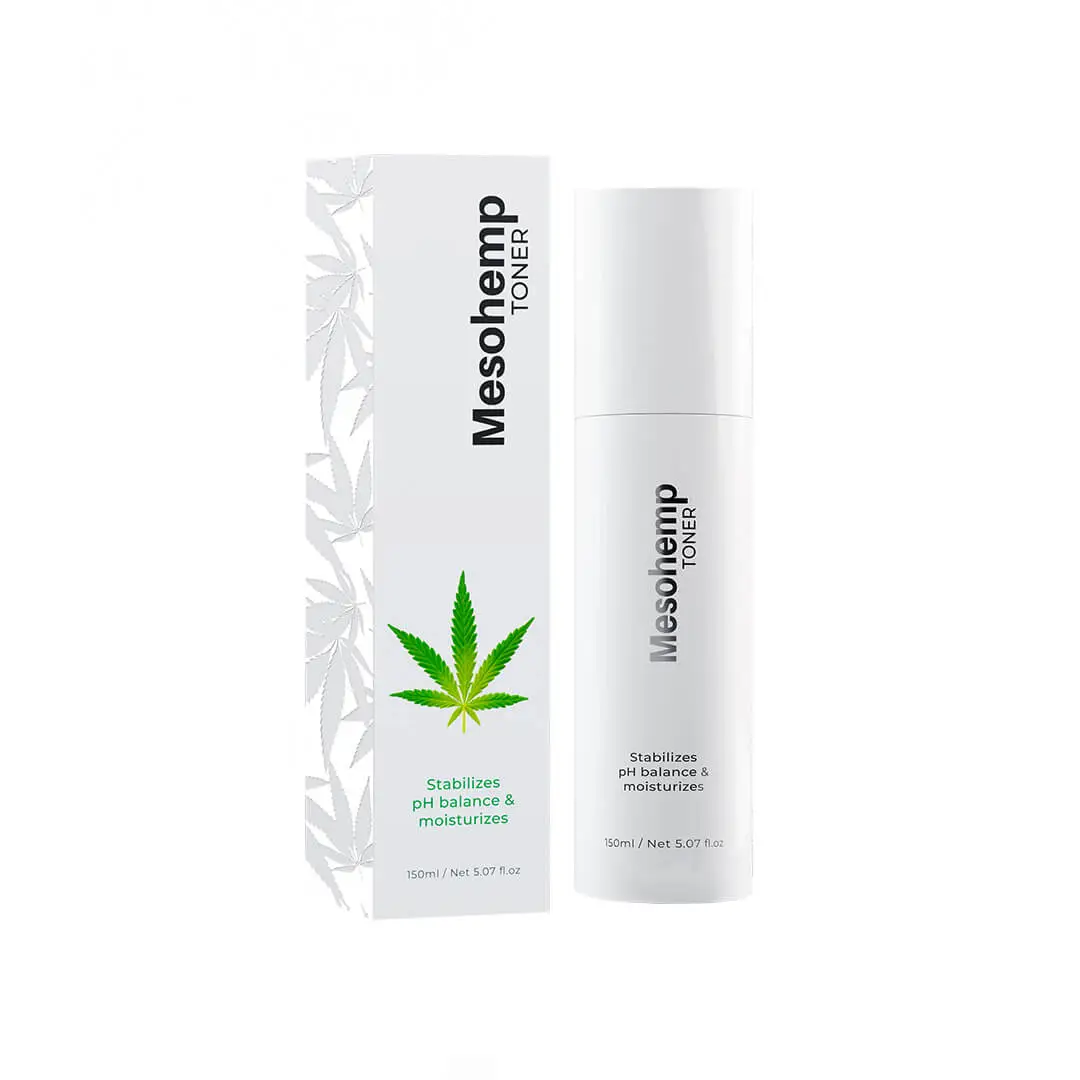 Mesohemp
TONER
Stabilizes
pH balance &
moisturizes
150ml / Net 5.07 fl.oz
Mesohemp
TONER
Stabilizes
pH balance &
moisturizes
150ml / Net 5.07 fl.oz